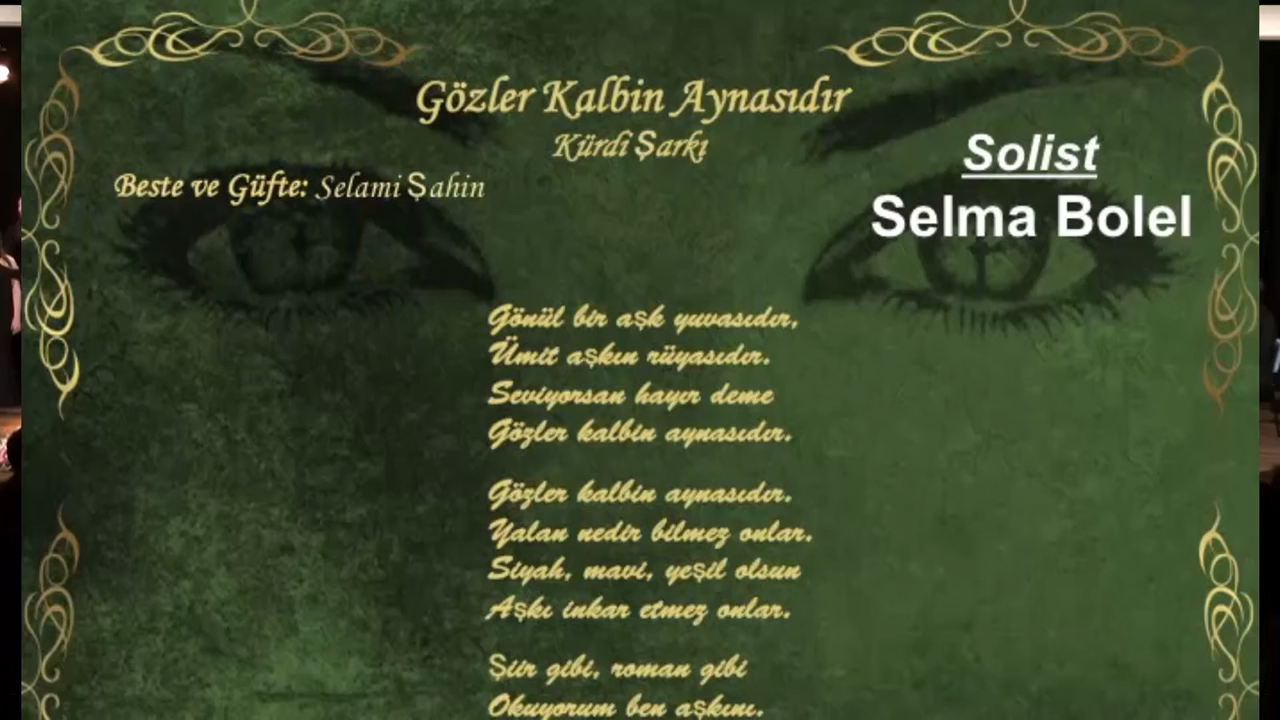 Gözler Kalbin Aynasıdır
Kürdi Şarkı
Solist
Beste ve Güfte: Selami Şahin
Selma Bolel
Gönül bir aşk yuvasıdır,
Ümit aşkın rüyasıdır.
Seviyorsan hayır deme
Gözler kalbin aynasıdır.
Gözler kalbin aynasıdır.
Yalan nedir bilmez onlar.
Siyah, mavi, yeşil olsun
Aşkı inkar etmez onlar.
Şiir gibi, roman gibi
Okuyorum ben aşkını.